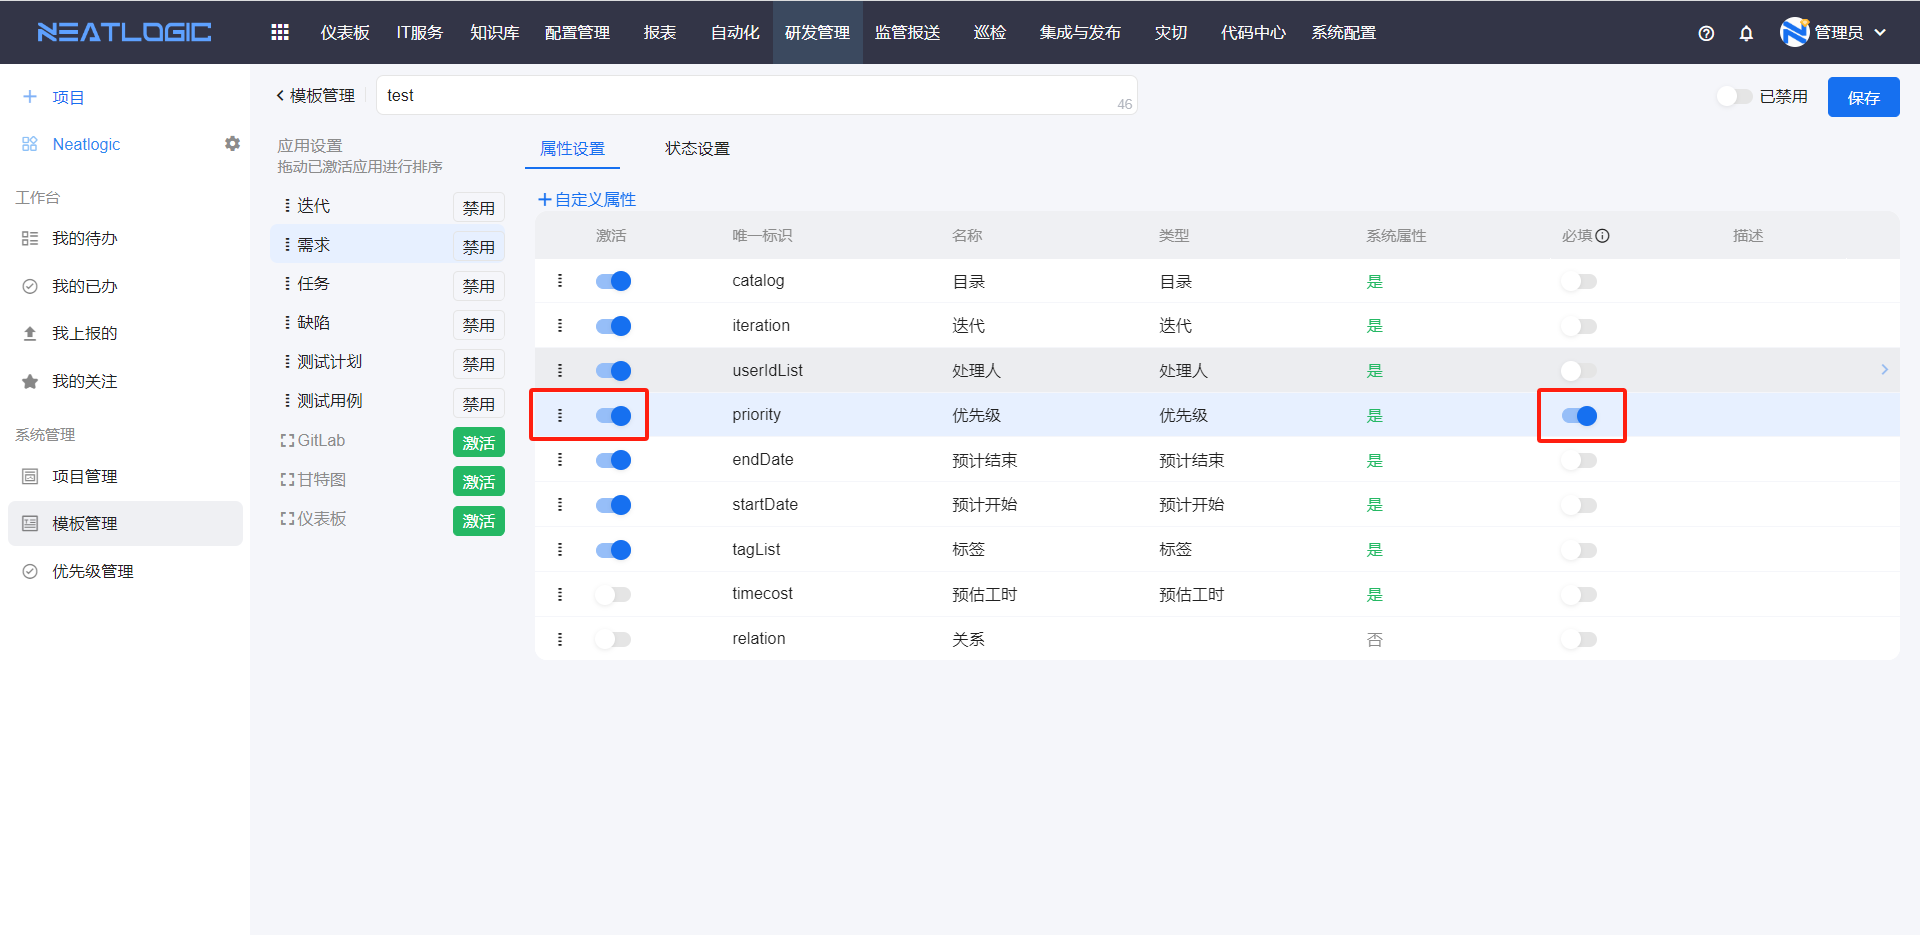 NEATLOGIC 仪表板 IT服务 知识库 配置管理 报表 自动化 研发管理 监管报送 巡检 集成与发布 灾切 代码中心 系统配置 管理员
项目
Neatlogic
工作台
我的待办
我的已办
我上报的
我的关注
系统管理
项目管理
模板管理
优先级管理
模板管理 test 46 已禁用 保存
应用设置
拖动已激活应用进行排序
迭代 禁用
需求 禁用
任务 禁用
缺陷 禁用
测试计划 禁用
测试用例 禁用
GitLab 激活
甘特图 激活
仪表板 激活
属性设置 状态设置
自定义属性
激活 唯一标识 名称 类型 系统属性 必填 描述
catalog 目录 目录 是
iteration 迭代 迭代 是
userIdList 处理人 处理人 是
priority 优先级 优先级 是
endDate 预计结束 预计结束 是
startDate 预计开始 预计开始 是
tagList 标签 标签 是
timecost 预估工时 预估工时 是
relation 关系 否